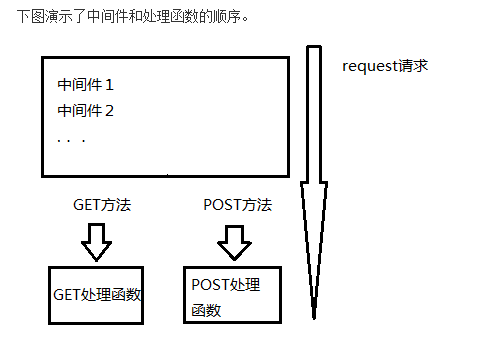 下图演示了中间件和处理函数的顺序。
request请求
中间件 1
中间件 2
. . .
GET方法
POST方法
GET处理函数
POST处理
函数